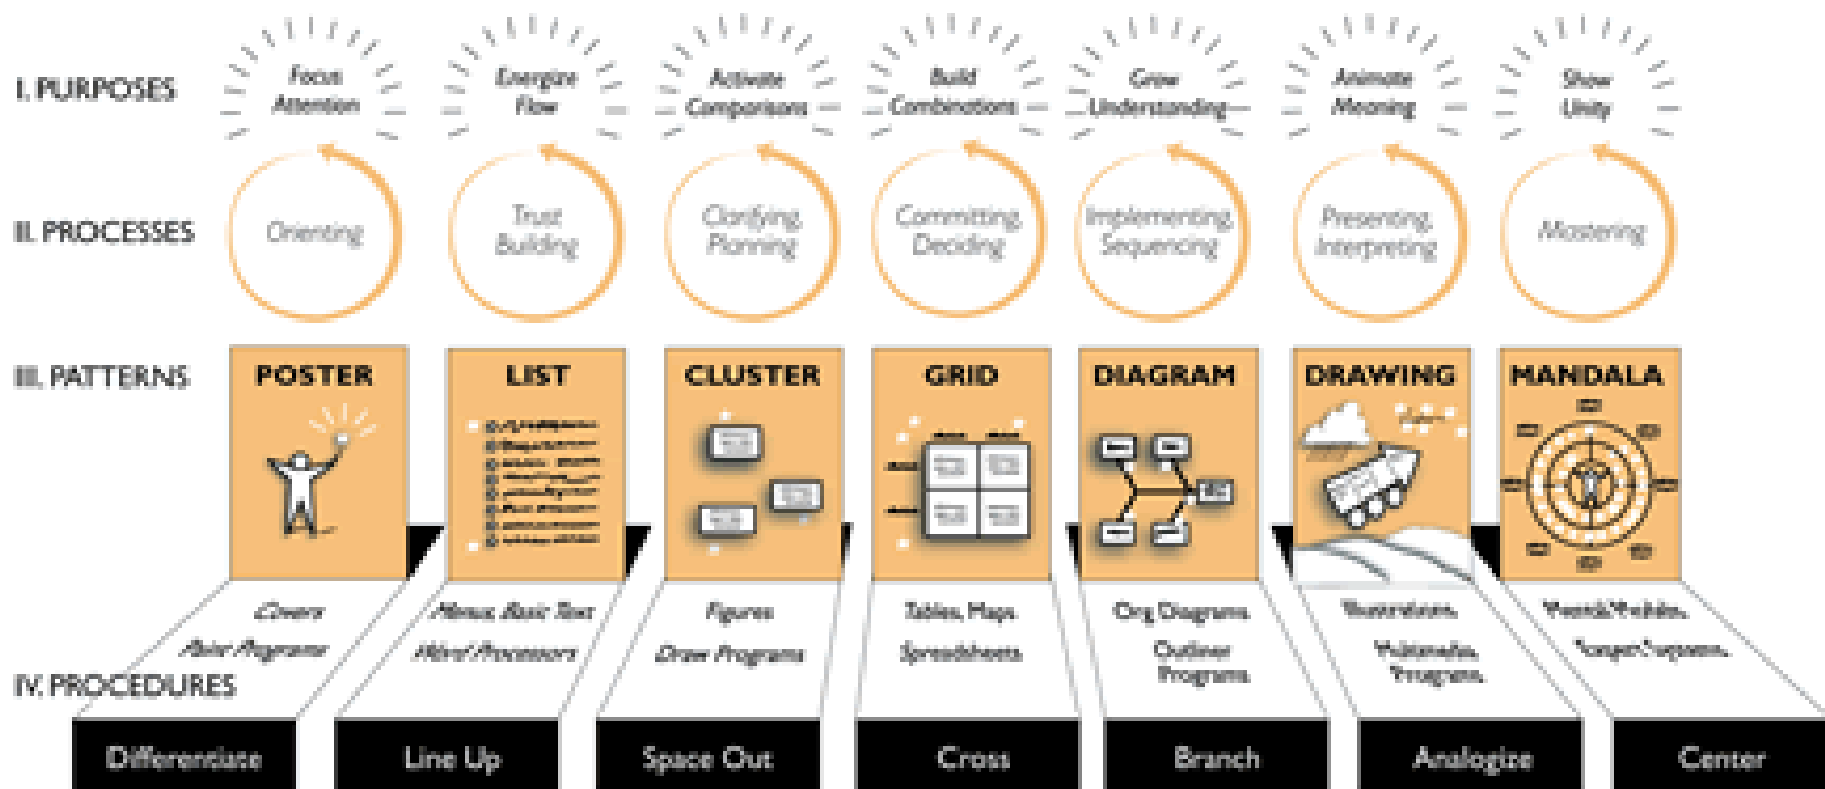 I. PURPOSES
Focus
Attention
Energize
Flow
Activate
Comparisons
Build
Combinations
Grow
Understanding
Animate
Meaning
Show
Unity
II. PROCESSES
Orienting
Trust
Building
Clarifying,
Planning
Committing,
Deciding
Implementing,
Sequencing
Presenting,
Interpreting
Mastering
III. PATTERNS
POSTER
LIST
CLUSTER
GRID
DIAGRAM
DRAWING
MANDALA
IV. PROCEDURES
Covers
Paint Programs
Menus, Basic Text
Word Processors
Figures
Draw Programs
Tables, Maps
Spreadsheets
Org Diagrams
Outliner
Programs
Illustrations
Multimedia
Programs
Differentiate
Line Up
Space Out
Cross
Branch
Analogize
Center